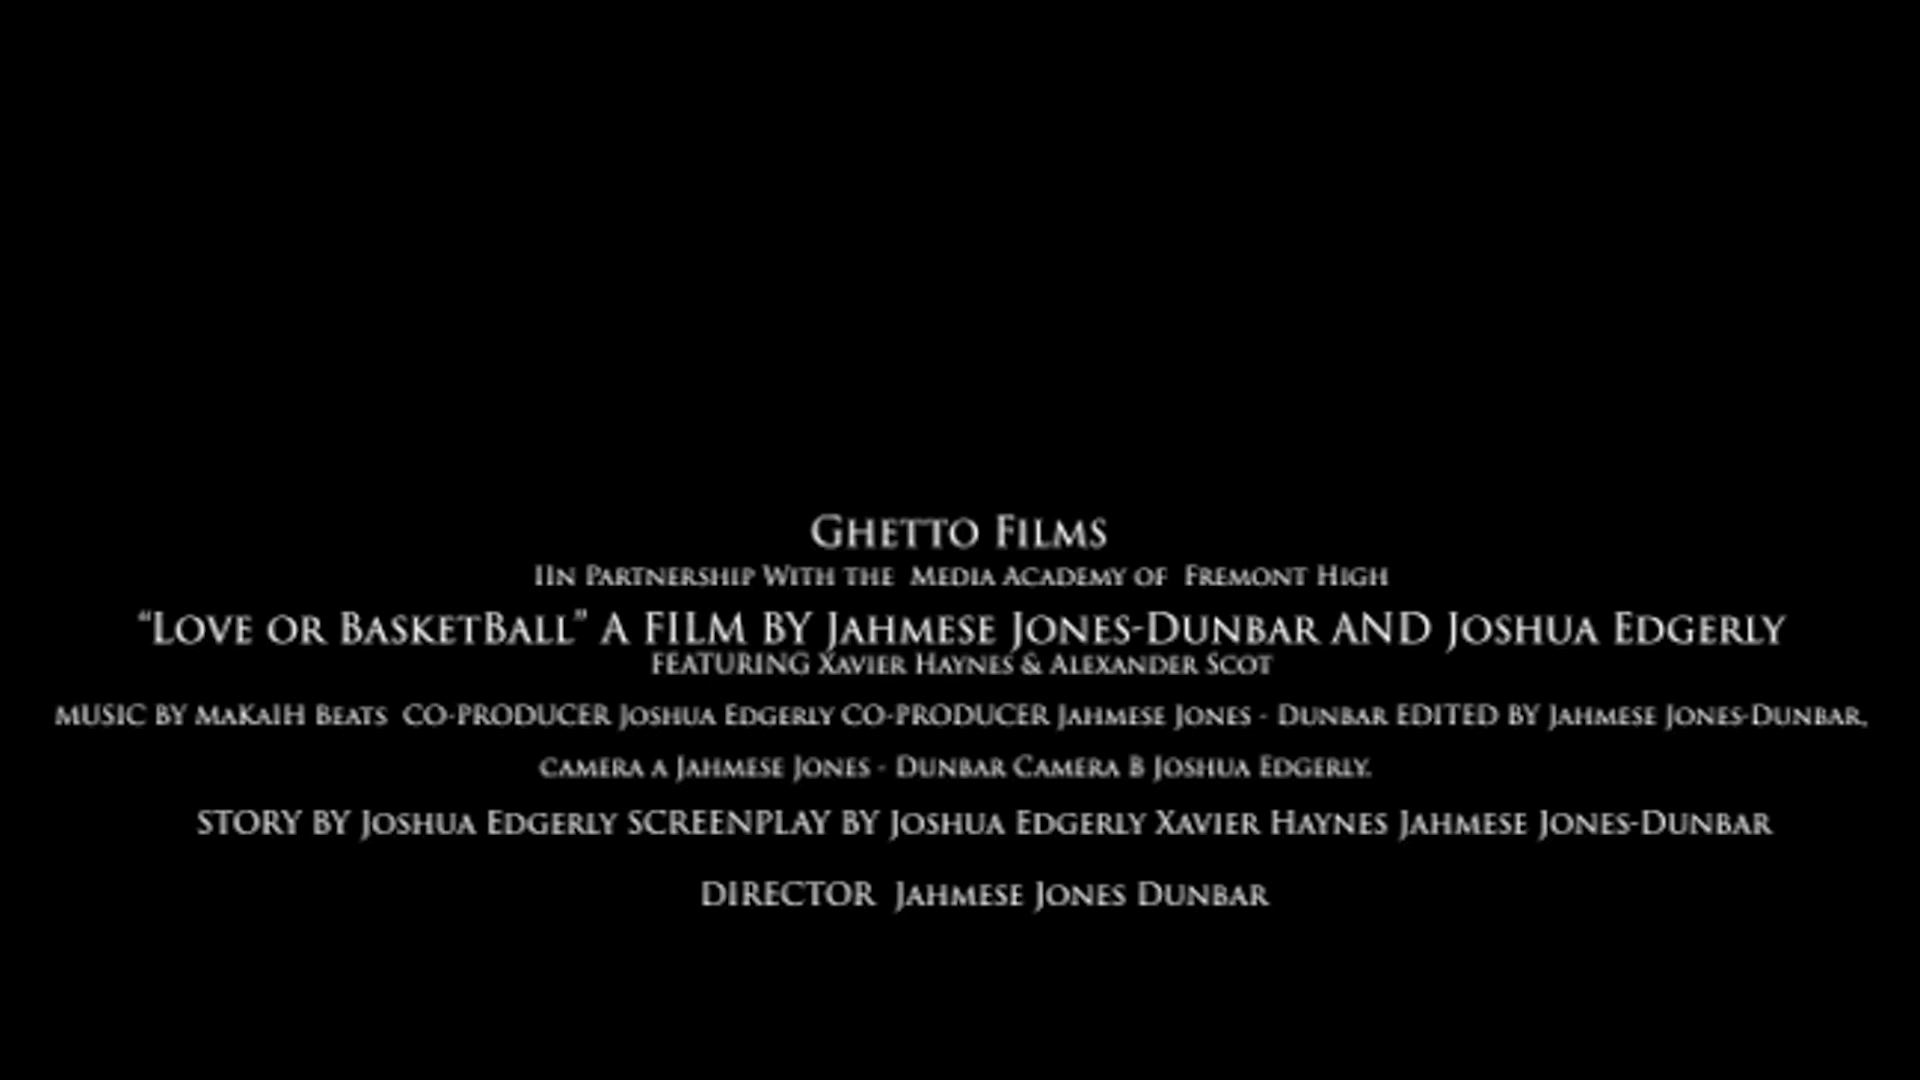 Ghetto Films
IIn Partnership With the Media Academy of Fremont High
“Love or BasketBall” A FILM BY Jahmese Jones-Dunbar AND Joshua Edgerly
FEATURING Xavier Haynes & Alexander Scot
MUSIC BY MaKaiH Beats CO-PRODUCER Joshua Edgerly CO-PRODUCER Jahmese Jones - Dunbar EDITED BY Jahmese Jones-Dunbar,
camera a Jahmese Jones - Dunbar Camera B Joshua Edgerly.
STORY BY Joshua Edgerly SCREENPLAY BY Joshua Edgerly Xavier Haynes Jahmese Jones-Dunbar
DIRECTOR Jahmese Jones Dunbar